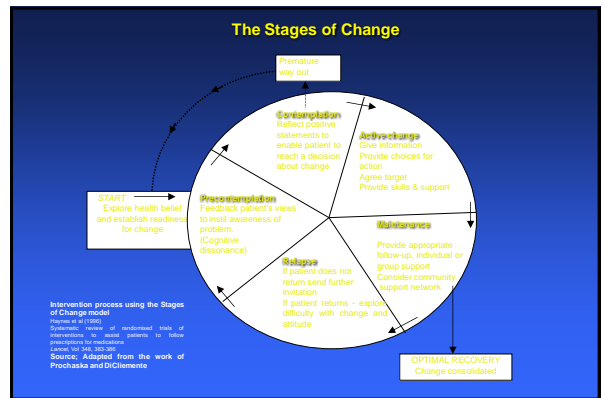 The Stages of Change
Premature
way out
Contemplation
Reflect positive
statements to
enable patient to
reach a decision
about change
Active change
Give information
Provide choices for
action
Agree target
Provide skills & support
START
Explore health belief
and establish readiness
for change
Precontemplation
Feedback patient's views
to instil awareness of
problem.
(Cognitive
dissonance)
Maintenance
Provide appropriate
follow-up, individual or
group support
Consider community
support network
Relapse
If patient does not
return send further
invitation
If patient returns - explore
difficulty with change and
attitude
Intervention process using the Stages
of Change model
Haynes et al (1996)
Systematic review of randomised trials of
interventions to assist patients to follow
prescriptions for medications
Lancet, Vol 348, 383-386
Source; Adapted from the work of
Prochaska and DiCliemente
OPTIMAL RECOVERY
Change consolidated